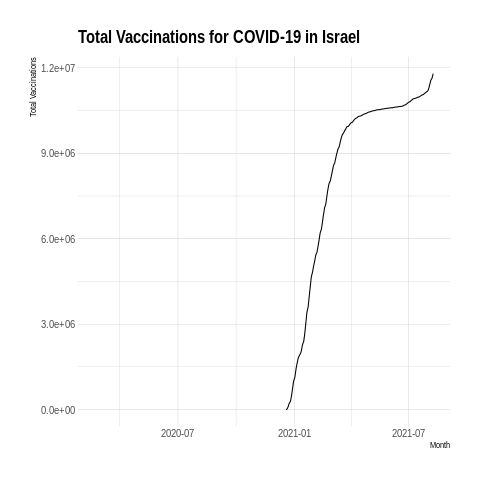 Total Vaccinations for COVID-19 in Israel
Total Vaccinations
1.2e+07
9.0e+06
6.0e+06
3.0e+06
0.0e+00
2020-07
2021-01
2021-07
Month